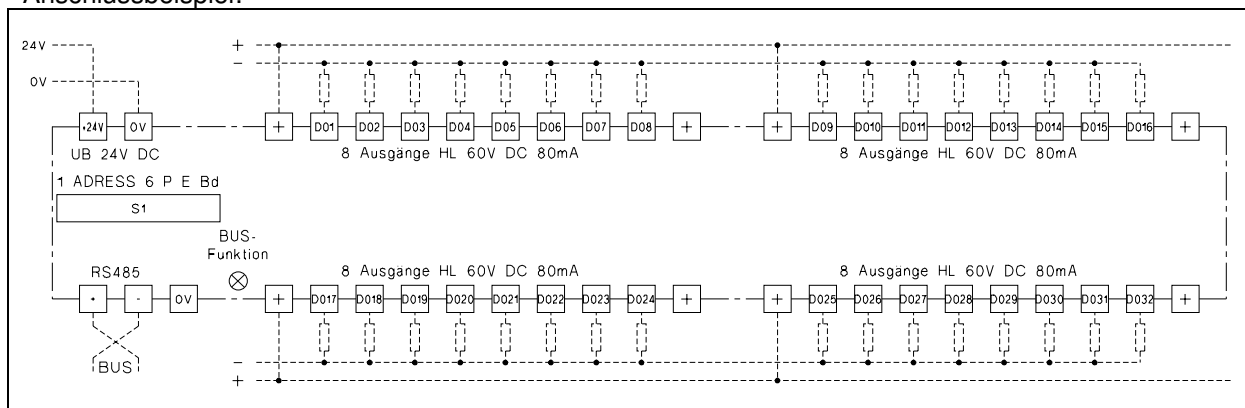 Anschlussbeispiel:
24V + 
0V −
+24V 0V + D01 D02 D03 D04 D05 D06 D07 D08 + + D09 D010 D011 D012 D013 D014 D015 D016 +
UB 24V DC 8 Ausgänge HL 60V DC 80mA 8 Ausgänge HL 60V DC 80mA
1 ADRESS 6 P E Bd
S1
BUS-
Funktion
RS485 8 Ausgänge HL 60V DC 80mA 8 Ausgänge HL 60V DC 80mA
+ - 0V + D017 D018 D019 D020 D021 D022 D023 D024 + + D025 D026 D027 D028 D029 D030 D031 D032 +
BUS −
+